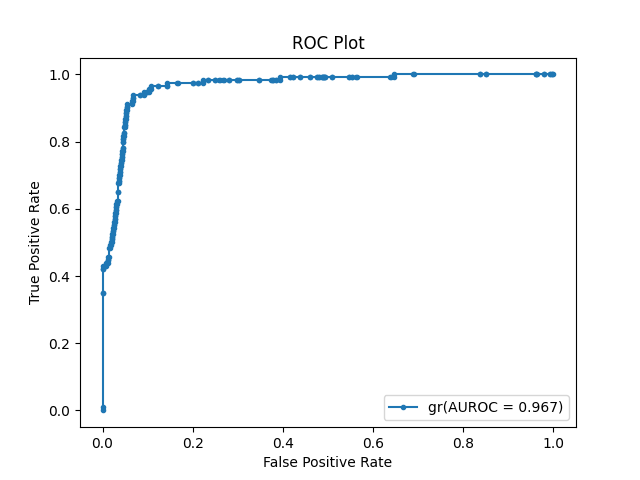 ROC Plot
True Positive Rate
1.0
0.8
0.6
0.4
0.2
0.0
gr(AUROC = 0.967)
0.0 0.2 0.4 0.6 0.8 1.0
False Positive Rate